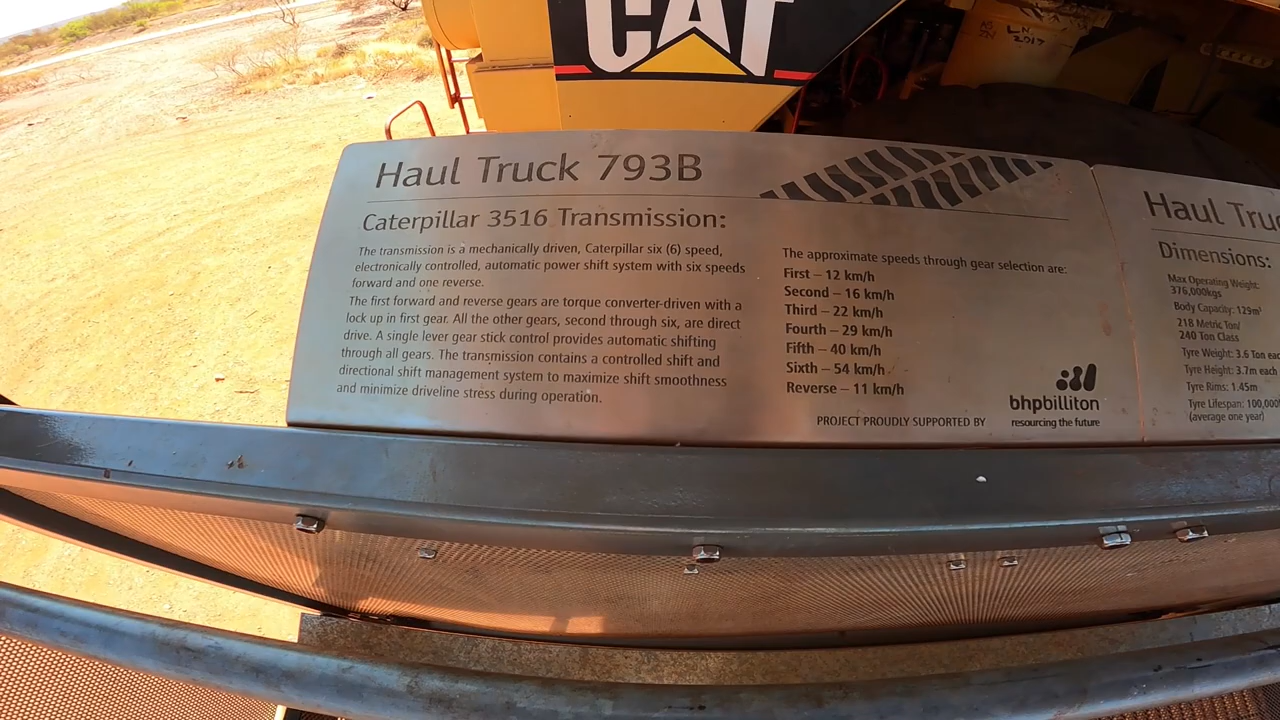 CAT
LN
2017
Haul Truck 793B
Caterpillar 3516 Transmission:
The transmission is a mechanically driven, Caterpillar six (6) speed,
electronically controlled, automatic power shift system with six speeds
forward and one reverse.
The first forward and reverse gears are torque converter-driven with a
lock up in first gear. All the other gears, second through six, are direct
drive. A single lever gear stick control provides automatic shifting
through all gears. The transmission contains a controlled shift and
directional shift management system to maximize shift smoothness
and minimize driveline stress during operation.
The approximate speeds through gear selection are:
First – 12 km/h
Second – 16 km/h
Third – 22 km/h
Fourth – 29 km/h
Fifth – 40 km/h
Sixth – 54 km/h
Reverse – 11 km/h
PROJECT PROUDLY SUPPORTED BY
bhpbilliton
resourcing the future
Haul Truc
Dimensions:
Max Operating Weight:
376,000kgs
Body Capacity: 129m³
218 Metric Ton/
240 Ton Class
Tyre Weight: 3.6 Ton eac
Tyre Height: 3.7m each
Tyre Rims: 1.45m
Tyre Lifespan: 100,000
(average one year)